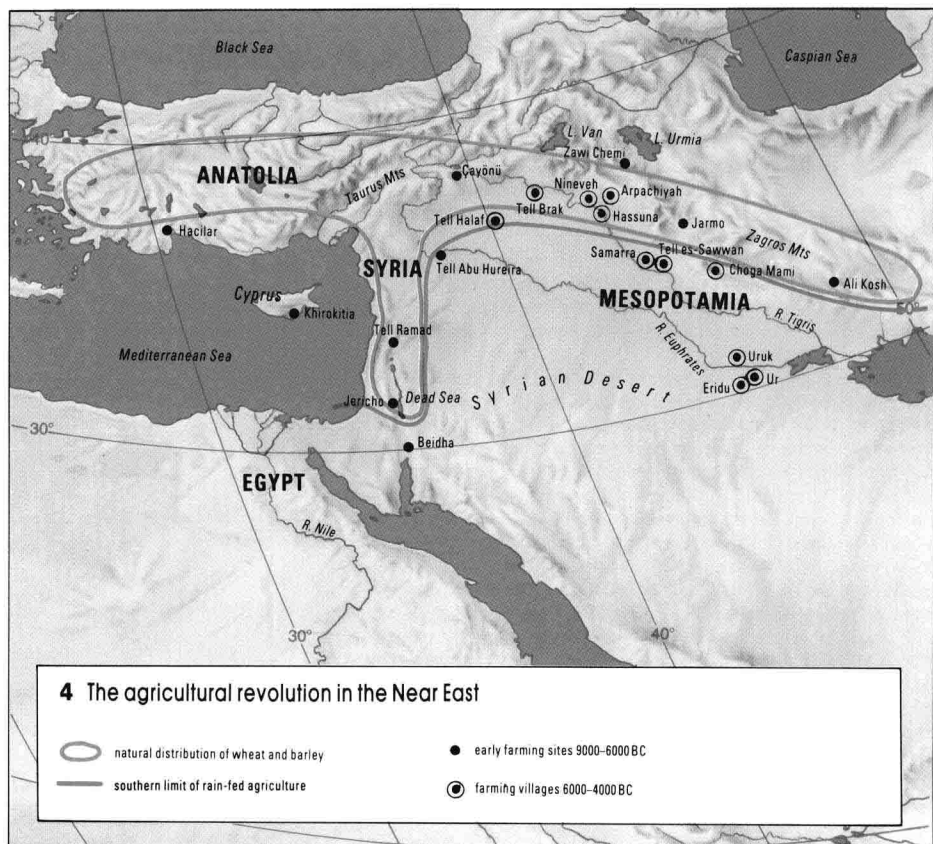 Black Sea
Caspian Sea
40°
L. Van
L. Urmia
Zawi Chemi
ANATOLIA
Taurus Mts
Çayönü
Nineveh
Arpachiyah
Tell Brak
Hassuna
Tell Halaf
Jarmo
Hacilar
Zagros Mts
SYRIA
Samarra
Tell es-Sawwan
Tell Abu Hureira
Choga Mami
Ali Kosh
Cyprus
Khirokitia
MESOPOTAMIA
50°
R. Tigris
Tell Ramad
R. Euphrates
Mediterranean Sea
Uruk
Syrian Desert
Ur
Eridu
Jericho
Dead Sea
30°
Beidha
EGYPT
R. Nile
30°
40°
4 The agricultural revolution in the Near East
natural distribution of wheat and barley
early farming sites 9000–6000 BC
southern limit of rain-fed agriculture
farming villages 6000–4000 BC